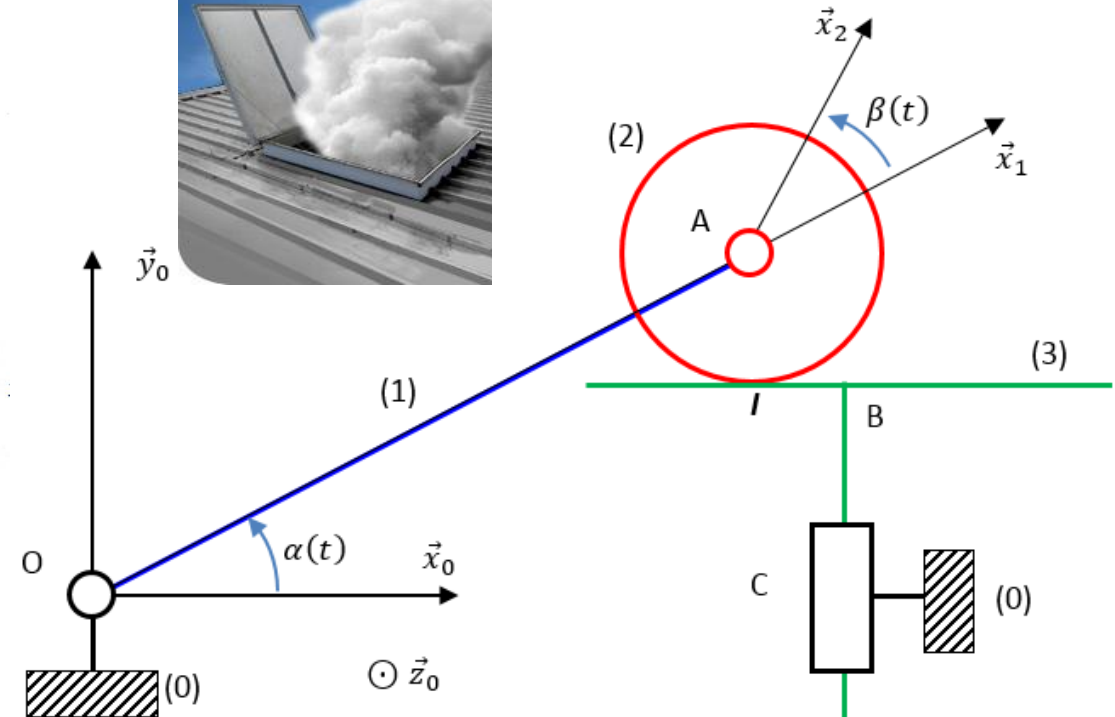 x⃗₂
β(t)
(2)
x⃗₁
A
y⃗₀
(3)
(1)
I
B
α(t)
O
x⃗₀
C
(0)
⊙ z⃗₀
(0)